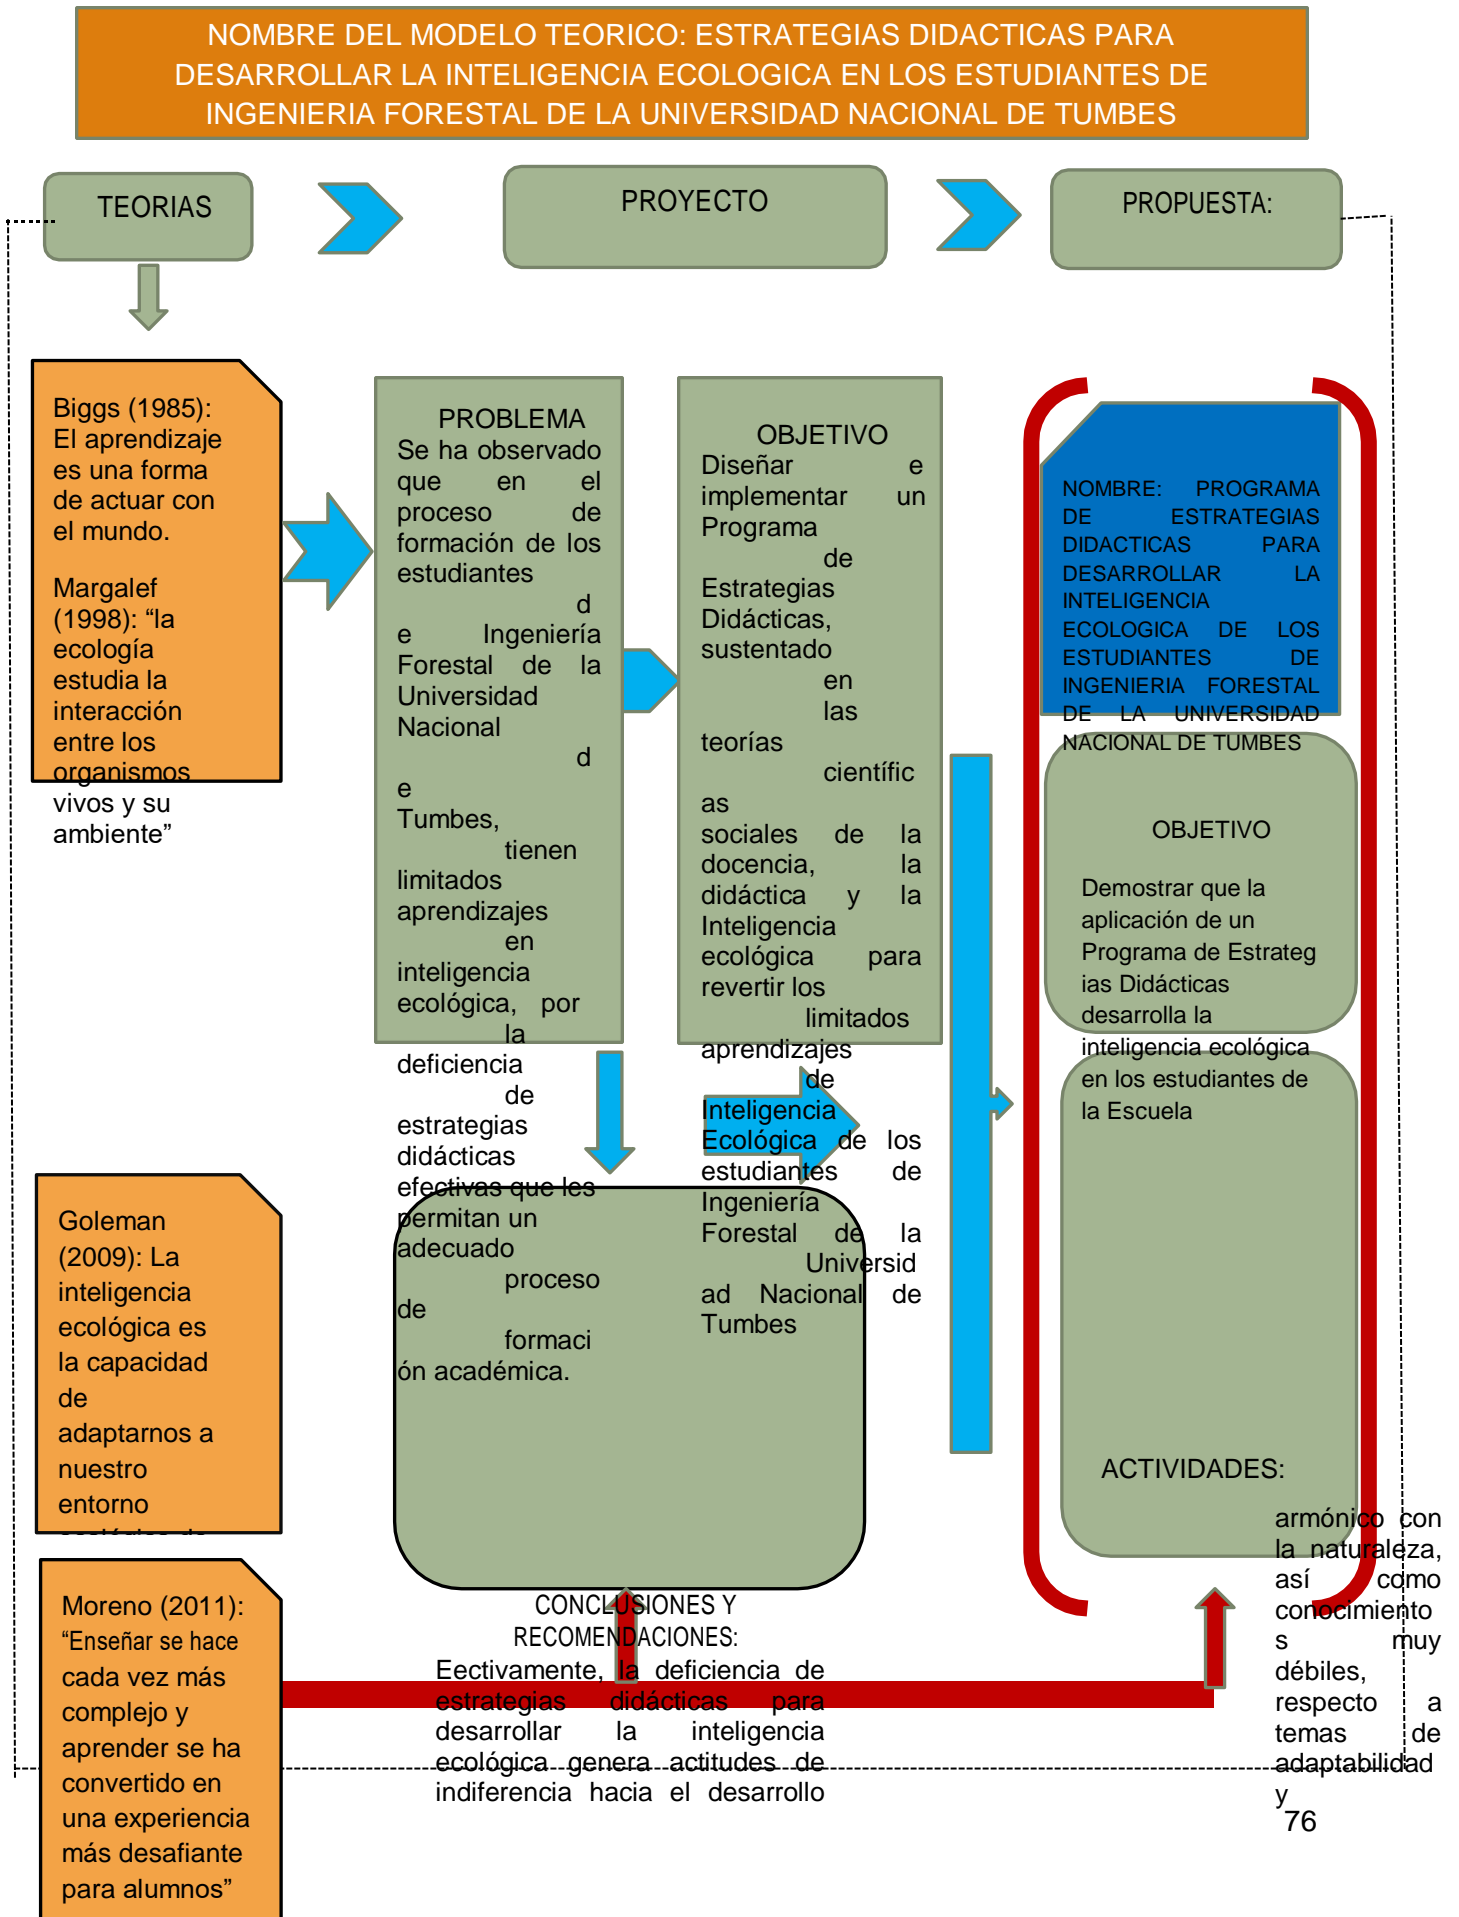 NOMBRE DEL MODELO TEORICO: ESTRATEGIAS DIDACTICAS PARA
DESARROLLAR LA INTELIGENCIA ECOLOGICA EN LOS ESTUDIANTES DE
INGENIERIA FORESTAL DE LA UNIVERSIDAD NACIONAL DE TUMBES
TEORIAS
PROYECTO
PROPUESTA:
Biggs (1985):
El aprendizaje
es una forma
de actuar con
el mundo.
Margalef
(1998): “la
ecología
estudia la
interacción
entre los
organismos
vivos y su
ambiente”
Goleman
(2009): La
inteligencia
ecológica es
la capacidad
de
adaptarnos a
nuestro
entorno
Moreno (2011):
“Enseñar se hace
cada vez más
complejo y
aprender se ha
convertido en
una experiencia
más desafiante
para alumnos”
PROBLEMA
Se ha observado
que en el
proceso de
formación de los
estudiantes
d
e Ingeniería
Forestal de la
Universidad
Nacional
d
e
Tumbes,
tienen
limitados
aprendizajes
en
inteligencia
ecológica, por
la
deficiencia
de
estrategias
didácticas
efectivas que les
permitan un
adecuado
proceso
de
formaci
ón académica.
OBJETIVO
Diseñar e
implementar un
Programa
de
Estrategias
Didácticas,
sustentado
en
las
teorías
científic
as
sociales de la
docencia, la
didáctica y la
Inteligencia
ecológica para
revertir los
limitados
aprendizajes
de
Inteligencia
Ecológica de los
estudiantes de
Ingeniería
Forestal de la
Universid
ad Nacional de
Tumbes
CONCLUSIONES Y
RECOMENDACIONES:
Eectivamente, la deficiencia de
estrategias didácticas para
desarrollar la inteligencia
ecológica genera actitudes de
indiferencia hacia el desarrollo
NOMBRE: PROGRAMA
DE ESTRATEGIAS
DIDACTICAS PARA
DESARROLLAR LA
INTELIGENCIA
ECOLOGICA DE LOS
ESTUDIANTES DE
INGENIERIA FORESTAL
DE LA UNIVERSIDAD
NACIONAL DE TUMBES
OBJETIVO
Demostrar que la
aplicación de un
Programa de Estrateg
ias Didácticas
desarrolla la
inteligencia ecológica
en los estudiantes de
la Escuela
ACTIVIDADES:
armónico con
la naturaleza,
así como
conocimiento
s muy
débiles,
respecto a
temas de
adaptabilidad
y
76